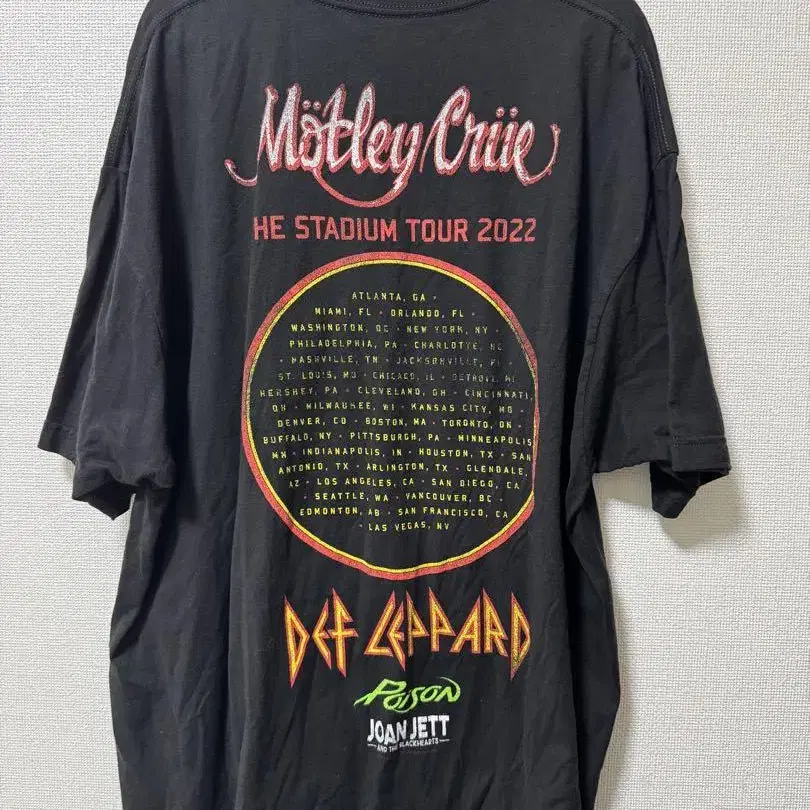 Mötley Crüe
HE STADIUM TOUR 2022
ATLANTA, GA •
MIAMI, FL • ORLANDO, FL •
WASHINGTON, DC • NEW YORK, NY •
PHILADELPHIA, PA • CHARLOTTE, NC
• NASHVILLE, TN • JACKSONVILLE, FL
ST. LOUIS, MO • CHICAGO, IL • DETROIT, MI
HERSHEY, PA • CLEVELAND, OH • CINCINNATI,
OH • MILWAUKEE, WI • KANSAS CITY, MO •
DENVER, CO • BOSTON, MA • TORONTO, ON
BUFFALO, NY • PITTSBURGH, PA • MINNEAPOLIS
MN • INDIANAPOLIS, IN • HOUSTON, TX • SAN
ANTONIO, TX • ARLINGTON, TX • GLENDALE,
AZ • LOS ANGELES, CA • SAN DIEGO, CA
• SEATTLE, WA • VANCOUVER, BC •
EDMONTON, AB • SAN FRANCISCO, CA
• LAS VEGAS, NV
DEF LEPPARD
POISON
JOAN JETT
AND THE BLACKHEARTS